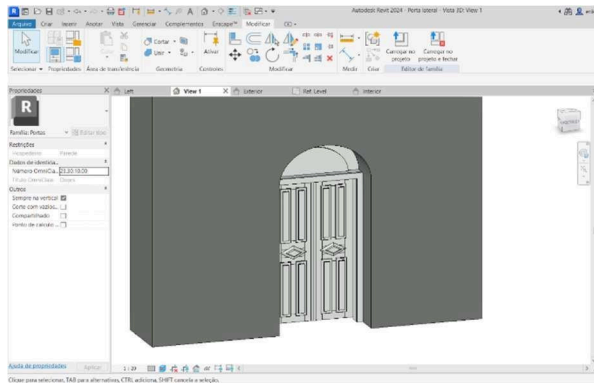 Autodesk Revit 2024 - Porta lateral - Vista 3D: View 1
Arquivo Criar Inserir Anotar Vista Gerenciar Complementos Enscape™ Modificar
Modificar
Cortar
Unir
Ativar
Carregar no projeto
Carregar no projeto e fechar
Selecionar Propriedades Área de transferência Geometria Controles Modificar Medir Criar Editor de família
Propriedades
Left
View 1
Exterior
Ref. Level
Interior
R
Família: Portas
Editar tipo
Restrições
Hospedeiro Parede
Dados de identida...
Número OmniCla... 23.30.10.00
Título OmniClass Doors
Outros
Sempre na vertical
Corte com vazios...
Compartilhado
Ponto de cálculo ...
Ajuda de propriedades
Aplicar
1 : 20
Clique para selecionar, TAB para alternativas, CTRL adiciona, SHIFT cancela a seleção.